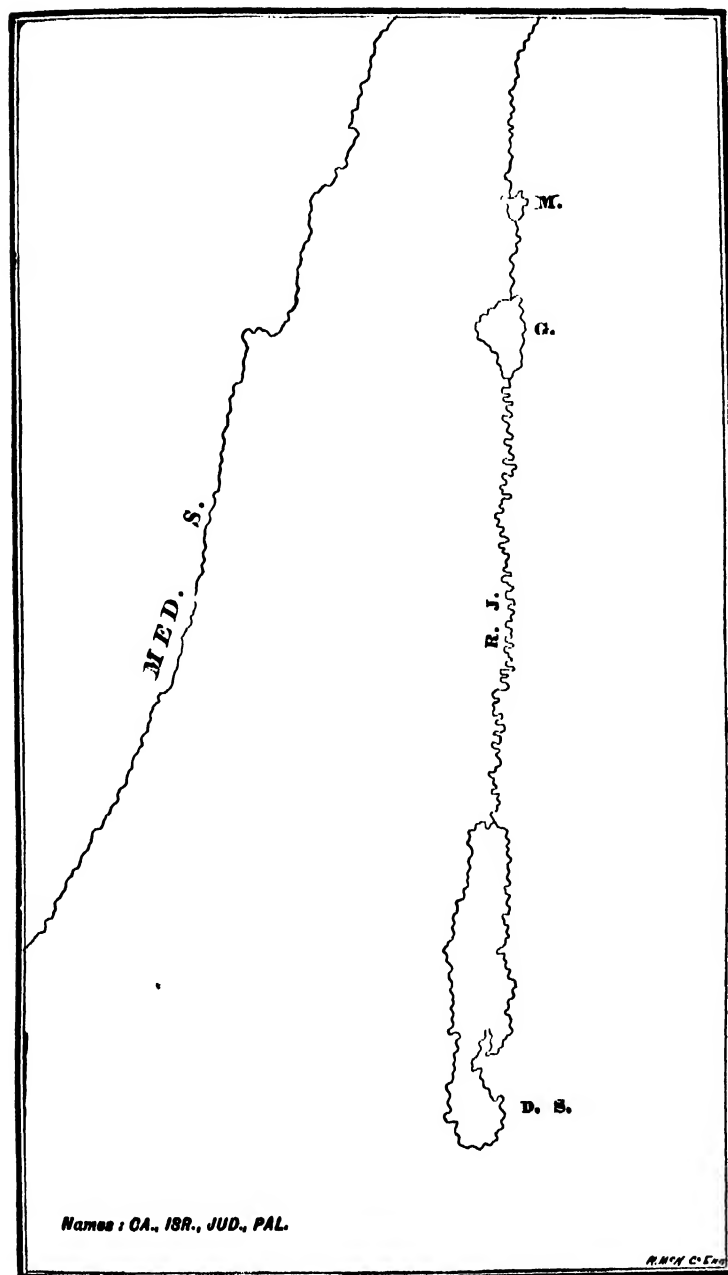 M.
G.
S.
MED.
R. J.
D. S.
Names : CA., ISR., JUD., PAL.